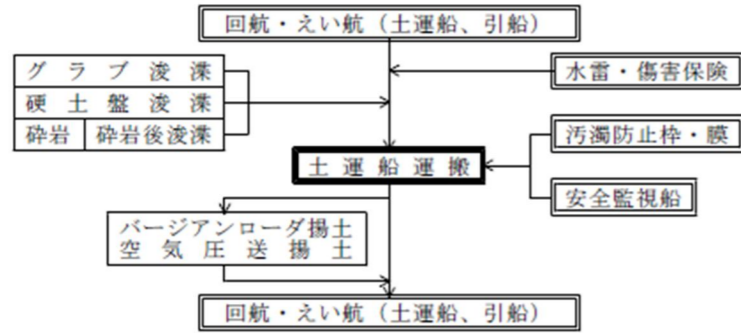 回航・えい航（土運船、引船）
グラブ浚渫
硬土盤浚渫
砕岩 砕岩後浚渫
水雷・傷害保険
土運船運搬
汚濁防止枠・膜
安全監視船
バージアンローダ揚土
空気圧送揚土
回航・えい航（土運船、引船）